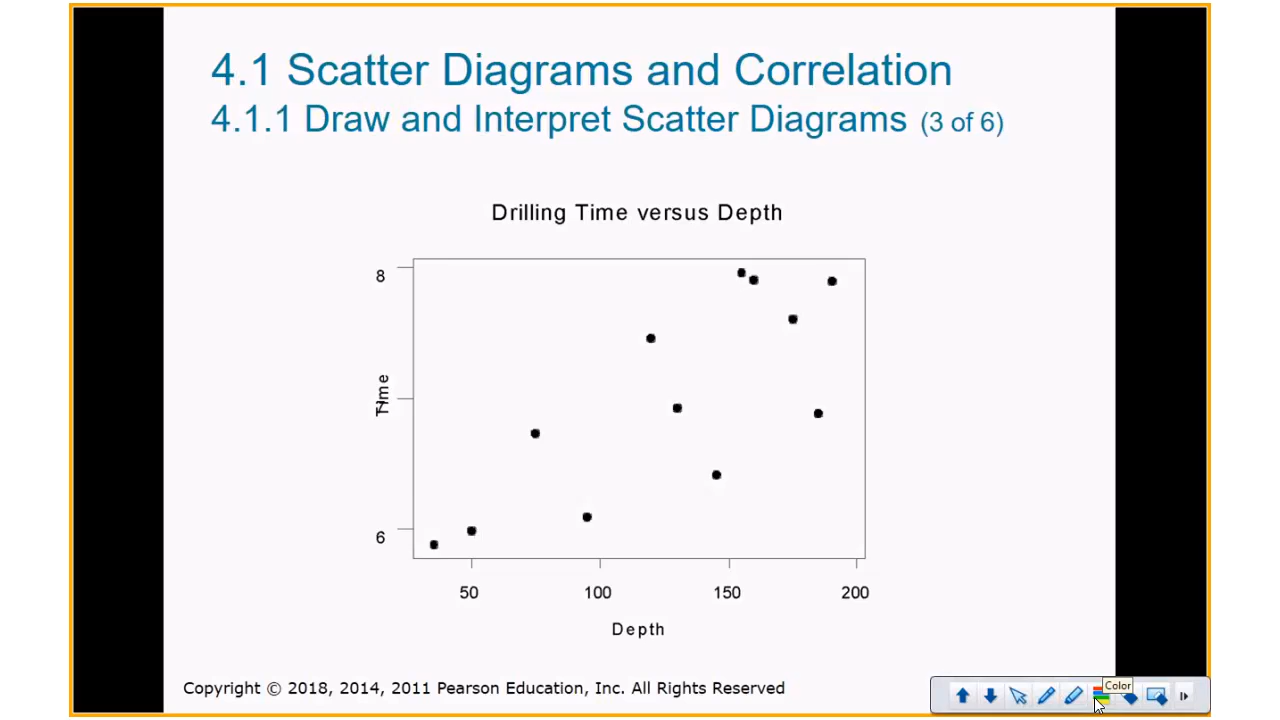 4.1 Scatter Diagrams and Correlation
4.1.1 Draw and Interpret Scatter Diagrams (3 of 6)
Drilling Time versus Depth
8
Time
7
6
50 100 150 200
Depth
Copyright © 2018, 2014, 2011 Pearson Education, Inc. All Rights Reserved
Color